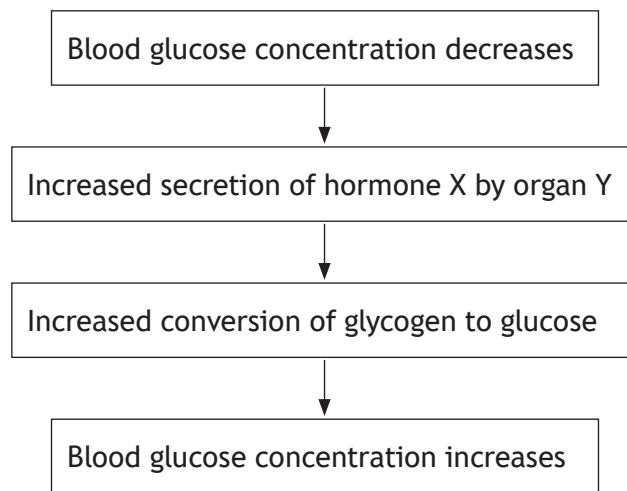 Blood glucose concentration decreases
Increased secretion of hormone X by organ Y
Increased conversion of glycogen to glucose
Blood glucose concentration increases